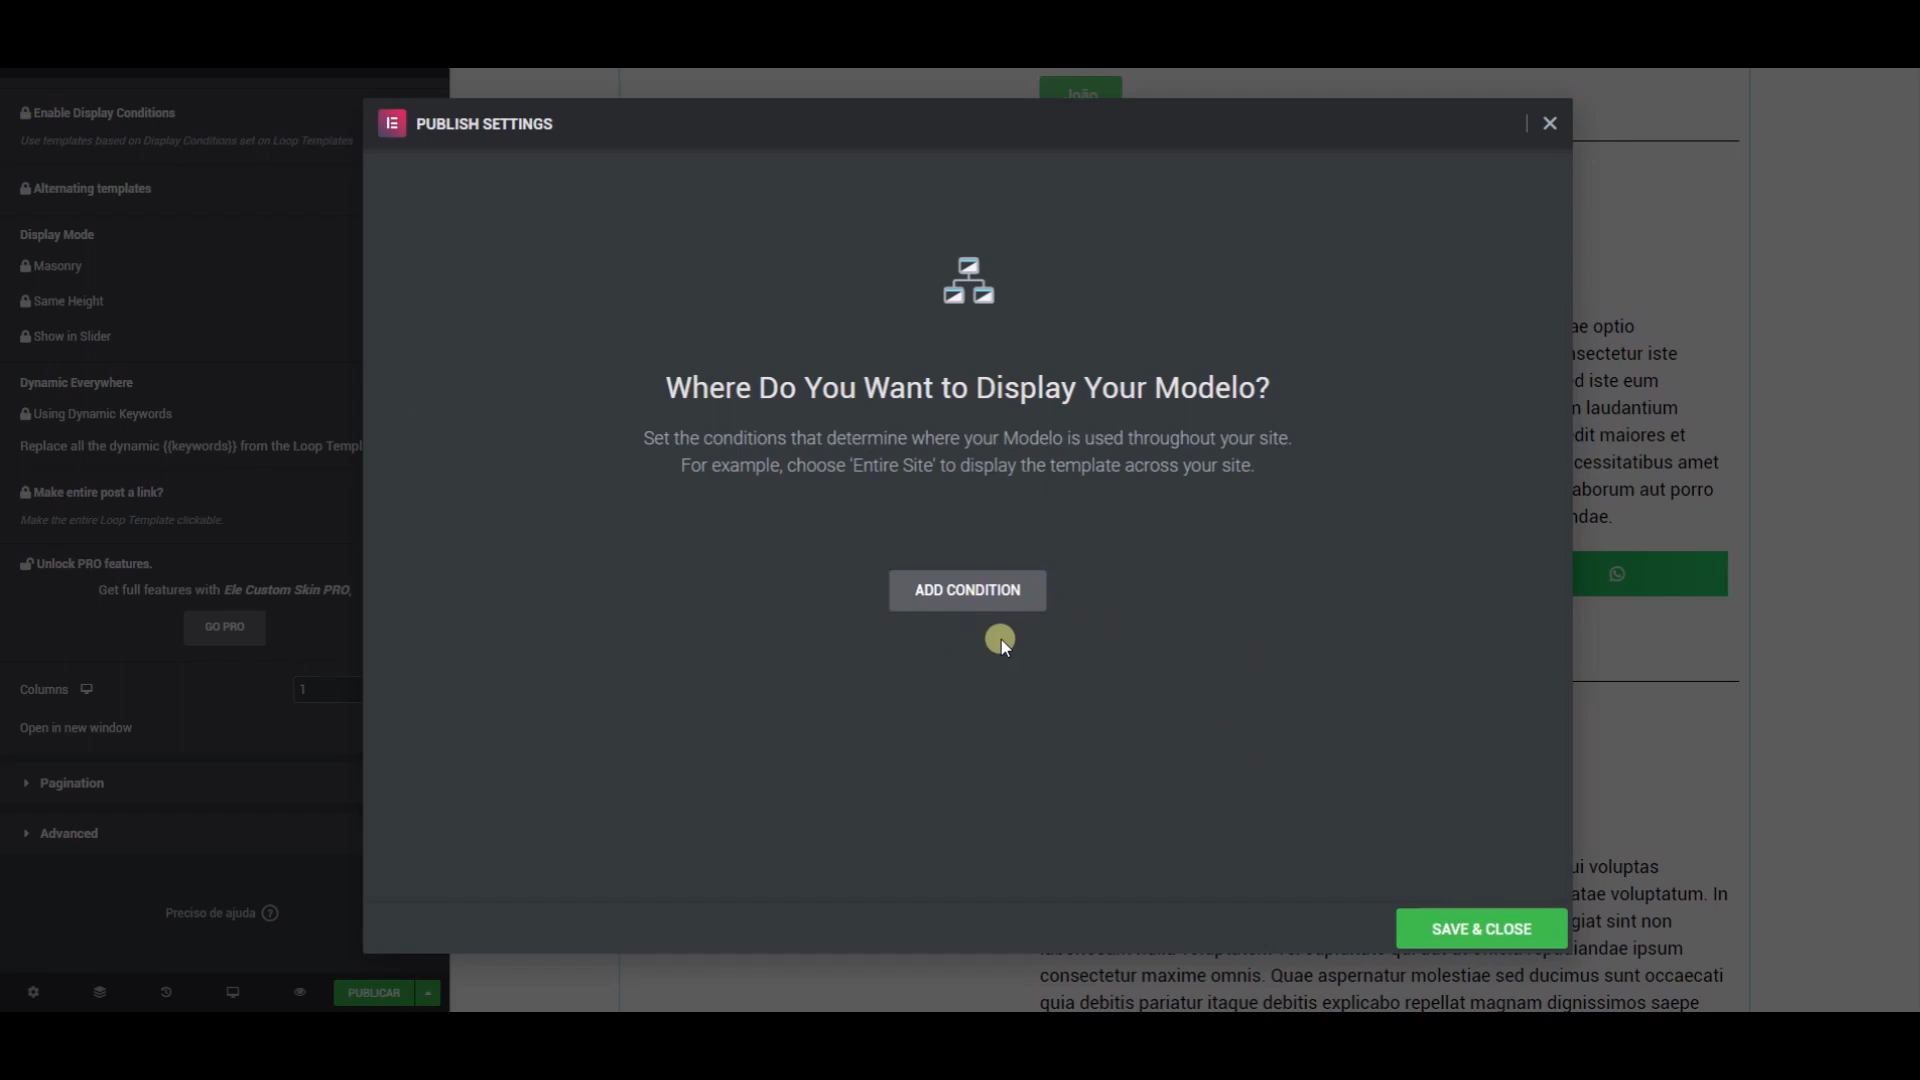 Enable Display Conditions
Use templates based on Display Conditions set on Loop Templates
Alternating templates
Display Mode
Masonry
Same Height
Show in Slider
Dynamic Everywhere
Using Dynamic Keywords
Replace all the dynamic {{keywords}} from the Loop Templ
Make entire post a link?
Make the entire Loop Template clickable.
Unlock PRO features.
Get full features with Ele Custom Skin PRO,
GO PRO
Columns
1
Open in new window
Pagination
Advanced
Preciso de ajuda ?
PUBLICAR
João
PUBLISH SETTINGS
Where Do You Want to Display Your Modelo?
Set the conditions that determine where your Modelo is used throughout your site.
For example, choose 'Entire Site' to display the template across your site.
ADD CONDITION
SAVE & CLOSE
ae optio
nsectetur iste
d iste eum
n laudantium
edit maiores et
cessitatibus amet
aborum aut porro
ndae.
ui voluptas
atae voluptatum. In
giat sint non
iandae ipsum
consectetur maxime omnis. Quae aspernatur molestiae sed ducimus sunt occaecati
quia debitis pariatur itaque debitis explicabo repellat magnam dignissimos saepe